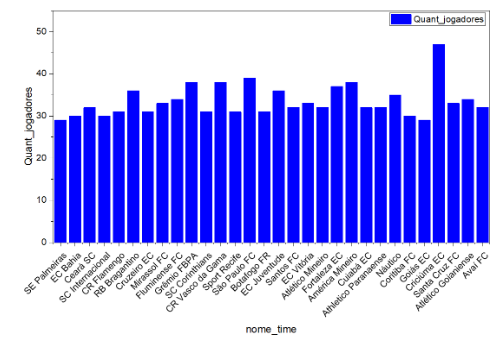 Quant_jogadores
50
40
30
20
10
0
Quant_jogadores
SE Palmeiras
EC Bahia
Ceará SC
SC Internacional
CR Flamengo
RB Bragantino
Cruzeiro EC
Mirassol FC
Fluminense FC
Grêmio FBPA
SC Corinthians
CR Vasco da Gama
Sport Recife
São Paulo FC
Botafogo FR
EC Juventude
Santos FC
EC Vitória
Atlético Mineiro
Fortaleza EC
América Mineiro
Cuiabá EC
Athletico Paranaense
Náutico
Coritiba FC
Goiás EC
Criciúma EC
Santa Cruz FC
Atlético Goianiense
Avaí FC
nome_time